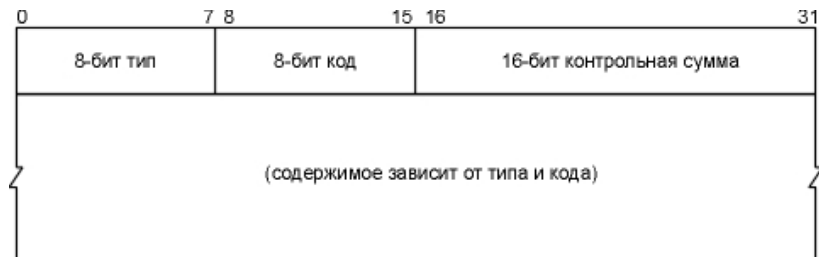 0 7 8 15 16 31
8-бит тип 8-бит код 16-бит контрольная сумма
(содержимое зависит от типа и кода)